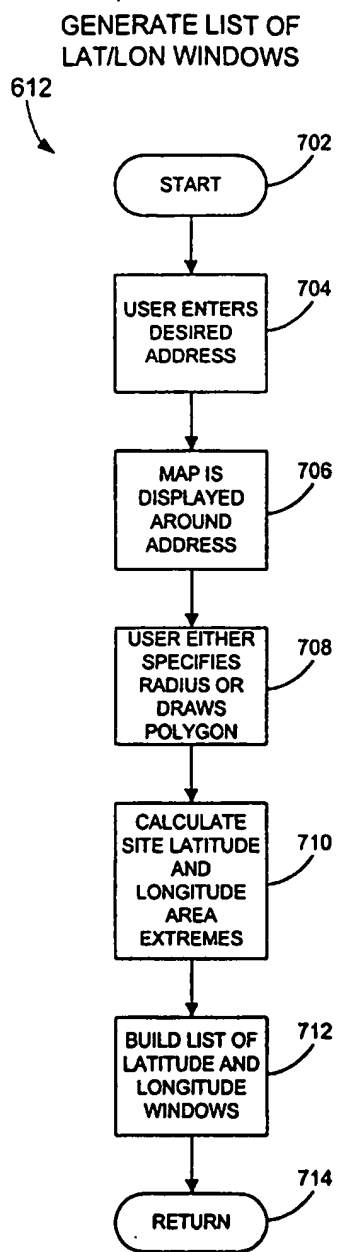 GENERATE LIST OF
LAT/LON WINDOWS
612
702
START
704
USER ENTERS
DESIRED
ADDRESS
706
MAP IS
DISPLAYED
AROUND
ADDRESS
708
USER EITHER
SPECIFIES
RADIUS OR
DRAWS
POLYGON
710
CALCULATE
SITE LATITUDE
AND
LONGITUDE
AREA
EXTREMES
712
BUILD LIST OF
LATITUDE AND
LONGITUDE
WINDOWS
714
RETURN